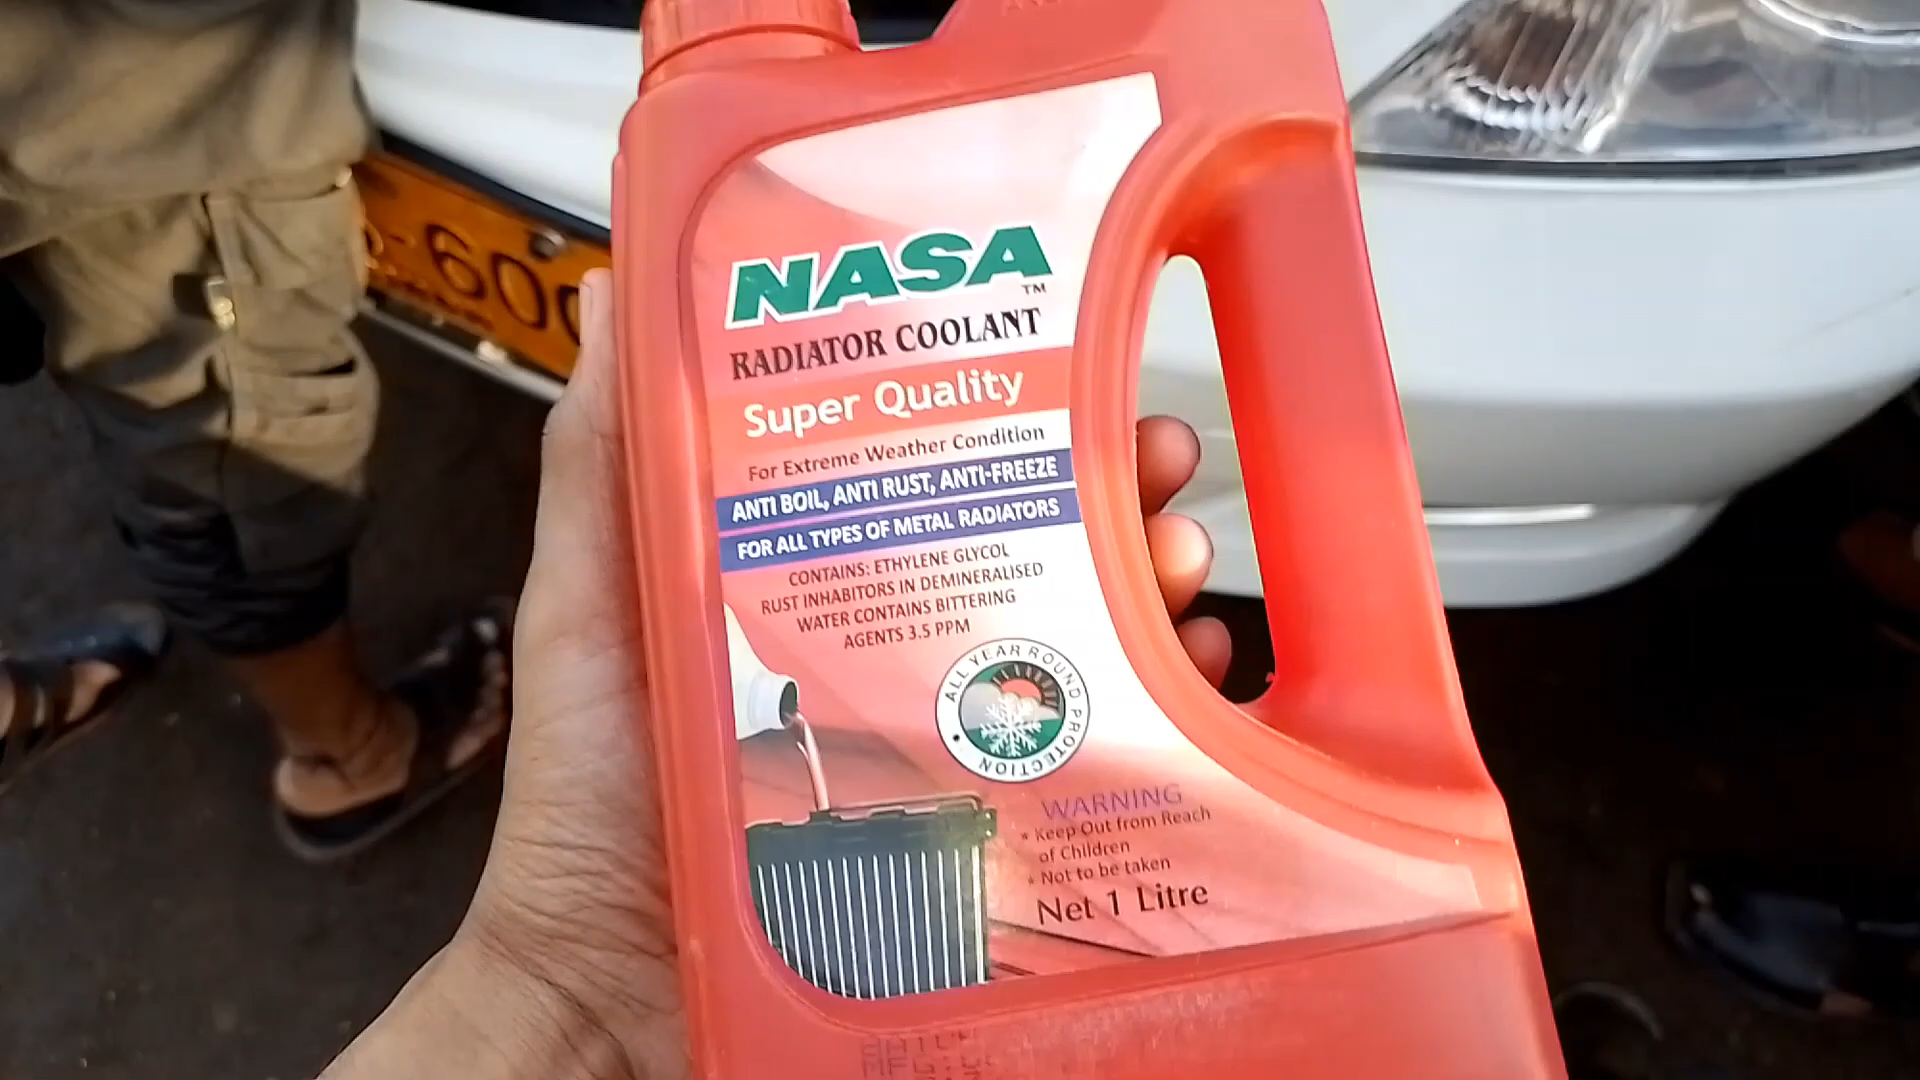 NASA
TM
RADIATOR COOLANT
Super Quality
For Extreme Weather Condition
ANTI BOIL, ANTI RUST, ANTI-FREEZE
FOR ALL TYPES OF METAL RADIATORS
CONTAINS: ETHYLENE GLYCOL
RUST INHABITORS IN DEMINERALISED
WATER CONTAINS BITTERING
AGENTS 3.5 PPM
ALL YEAR ROUND PROTECTION
WARNING
* Keep Out from Reach
of Children
* Not to be taken
Net 1 Litre
MFG:
-600